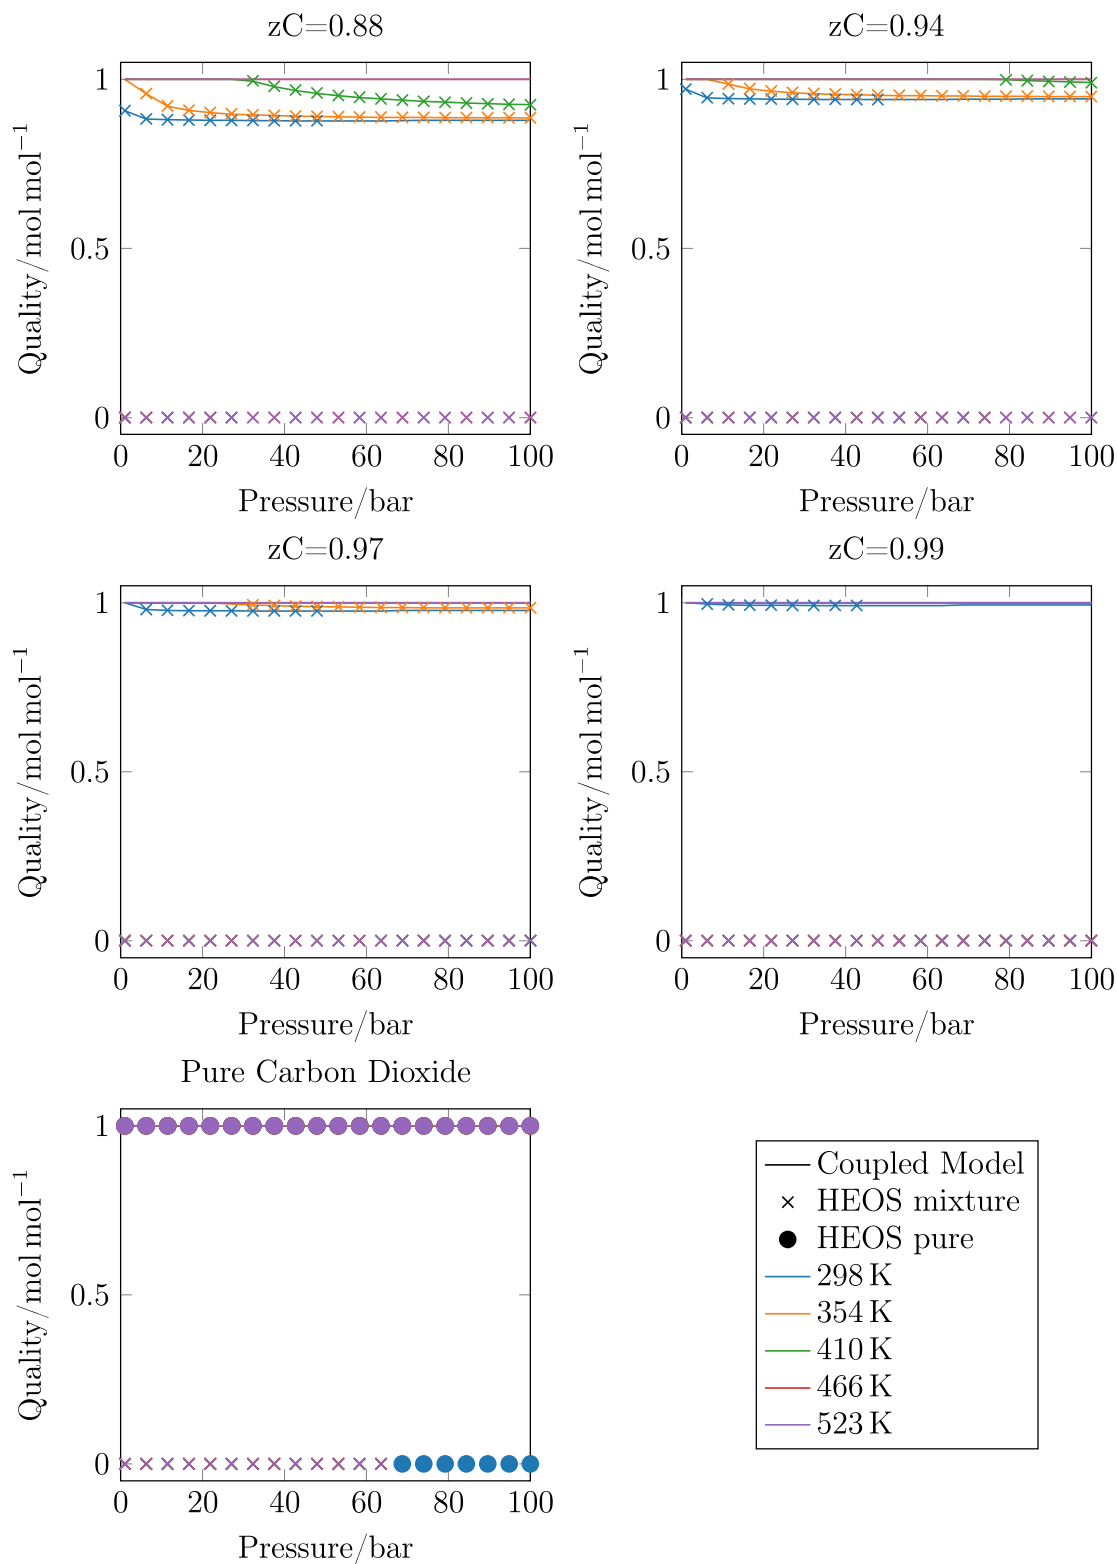 zC=0.88
1
0.5
0
Quality/mol mol⁻¹
0 20 40 60 80 100
Pressure/bar
zC=0.94
1
0.5
0
Quality/mol mol⁻¹
0 20 40 60 80 100
Pressure/bar
zC=0.97
1
0.5
0
Quality/mol mol⁻¹
0 20 40 60 80 100
Pressure/bar
zC=0.99
1
0.5
0
Quality/mol mol⁻¹
0 20 40 60 80 100
Pressure/bar
Pure Carbon Dioxide
1
0.5
0
Quality/mol mol⁻¹
0 20 40 60 80 100
Pressure/bar
Coupled Model
HEOS mixture
HEOS pure
298 K
354 K
410 K
466 K
523 K